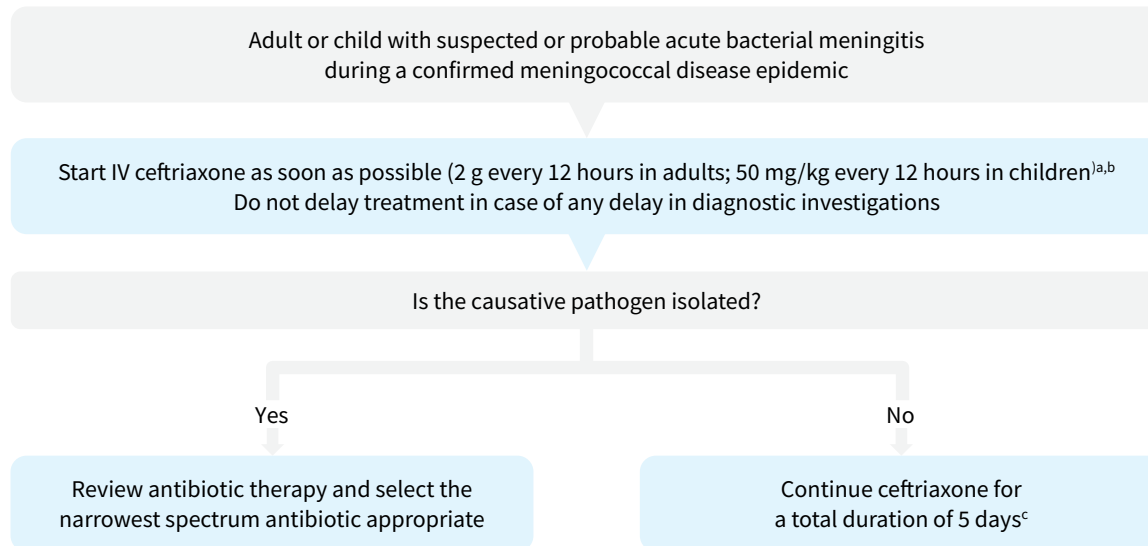 Adult or child with suspected or probable acute bacterial meningitis
during a confirmed meningococcal disease epidemic
Start IV ceftriaxone as soon as possible (2 g every 12 hours in adults; 50 mg/kg every 12 hours in children)a,b
Do not delay treatment in case of any delay in diagnostic investigations
Is the causative pathogen isolated?
Yes
No
Review antibiotic therapy and select the
narrowest spectrum antibiotic appropriate
Continue ceftriaxone for
a total duration of 5 daysc